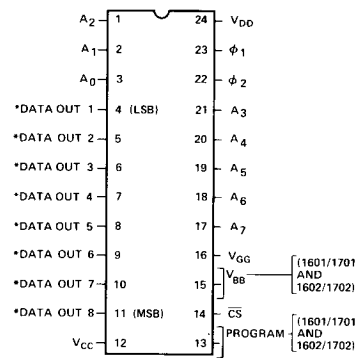 A2 1 24 VDD
A1 2 23 ϕ1
A0 3 22 ϕ2
*DATA OUT 1 4 (LSB) 21 A3
*DATA OUT 2 5 20 A4
*DATA OUT 3 6 19 A5
*DATA OUT 4 7 18 A6
*DATA OUT 5 8 17 A7
*DATA OUT 6 9 16 VGG
*DATA OUT 7 10 15 VBB (1601/1701 AND 1602/1702)
*DATA OUT 8 11 (MSB) 14 C̅S̅
VCC 12 13 PROGRAM (1601/1701 AND 1602/1702)